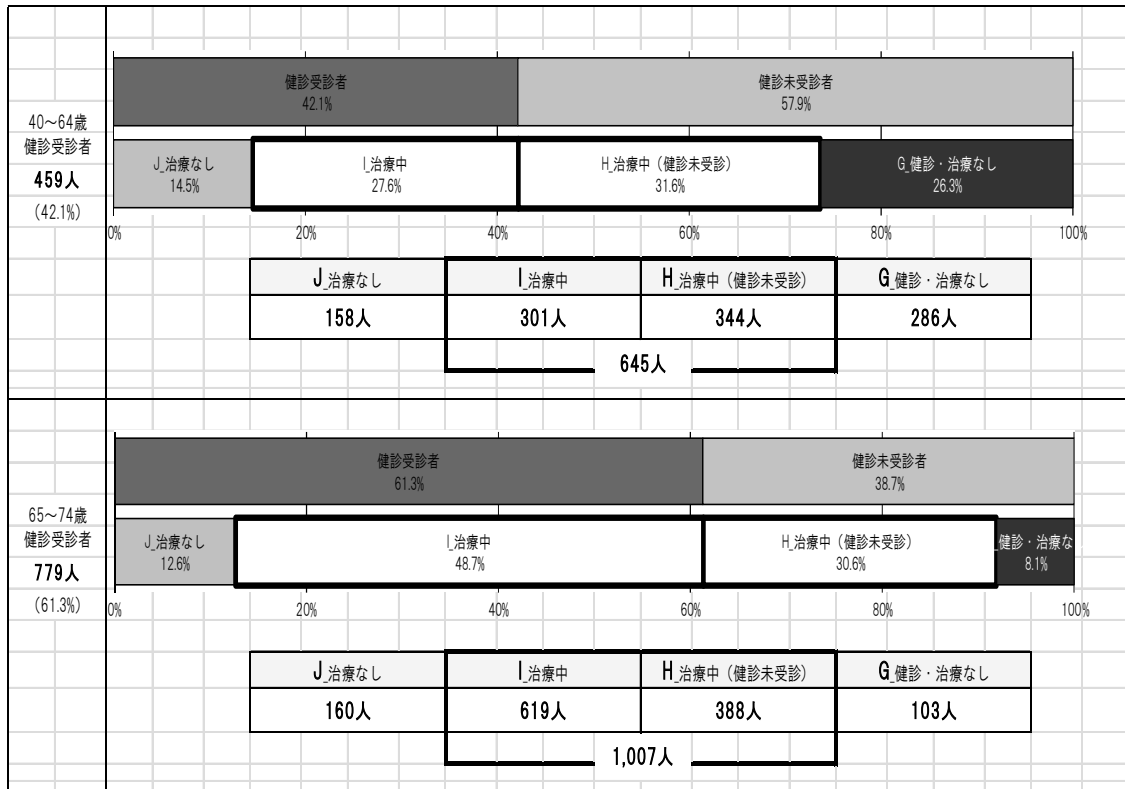 健診受診者
42.1%
健診未受診者
57.9%
40～64歳
健診受診者
459人
(42.1%)
J_治療なし
14.5%
I_治療中
27.6%
H_治療中（健診未受診）
31.6%
G_健診・治療なし
26.3%
0% 20% 40% 60% 80% 100%
J_治療なし I_治療中 H_治療中（健診未受診） G_健診・治療なし
158人 301人 344人 286人
645人
健診受診者
61.3%
健診未受診者
38.7%
65～74歳
健診受診者
779人
(61.3%)
J_治療なし
12.6%
I_治療中
48.7%
H_治療中（健診未受診）
30.6%
_健診・治療な
8.1%
0% 20% 40% 60% 80% 100%
J_治療なし I_治療中 H_治療中（健診未受診） G_健診・治療なし
160人 619人 388人 103人
1,007人